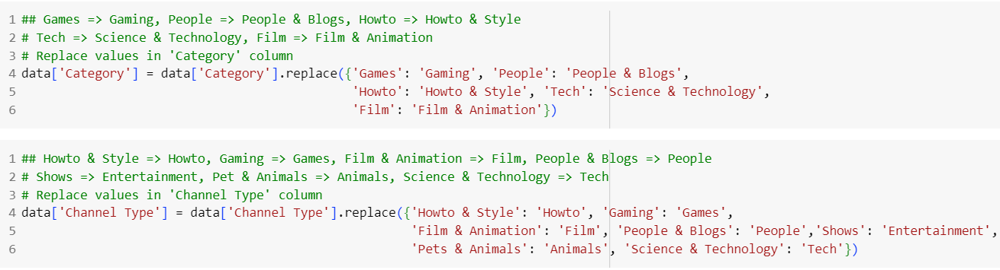 1 ## Games => Gaming, People => People & Blogs, Howto => Howto & Style
2 # Tech => Science & Technology, Film => Film & Animation
3 # Replace values in 'Category' column
4 data['Category'] = data['Category'].replace({'Games': 'Gaming', 'People': 'People & Blogs',
5 'Howto': 'Howto & Style', 'Tech': 'Science & Technology',
6 'Film': 'Film & Animation'})
1 ## Howto & Style => Howto, Gaming => Games, Film & Animation => Film, People & Blogs => People
2 # Shows => Entertainment, Pet & Animals => Animals, Science & Technology => Tech
3 # Replace values in 'Channel Type' column
4 data['Channel Type'] = data['Channel Type'].replace({'Howto & Style': 'Howto', 'Gaming': 'Games',
5 'Film & Animation': 'Film', 'People & Blogs': 'People','Shows': 'Entertainment',
6 'Pets & Animals': 'Animals', 'Science & Technology': 'Tech'})